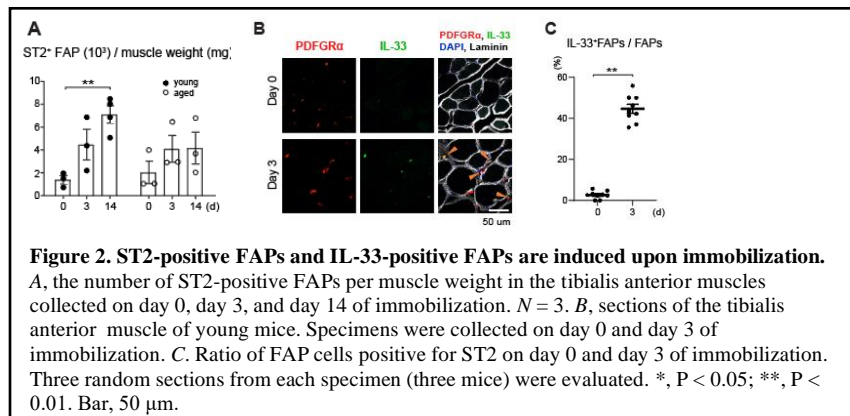 A
ST2⁺ FAP (10³) / muscle weight (mg)
**
young
aged
10
8
6
4
2
0
0 3 14 0 3 14 (d)
B
PDFGRα IL-33 PDFGRα, IL-33
DAPI, Laminin
Day 0
Day 3
50 um
C
IL-33⁺FAPs / FAPs
(%)
**
60
40
20
0
0 3 (d)
Figure 2. ST2-positive FAPs and IL-33-positive FAPs are induced upon immobilization.
A, the number of ST2-positive FAPs per muscle weight in the tibialis anterior muscles
collected on day 0, day 3, and day 14 of immobilization. N = 3. B, sections of the tibialis
anterior muscle of young mice. Specimens were collected on day 0 and day 3 of
immobilization. C. Ratio of FAP cells positive for ST2 on day 0 and day 3 of immobilization.
Three random sections from each specimen (three mice) were evaluated. *, P < 0.05; **, P <
0.01. Bar, 50 μm.